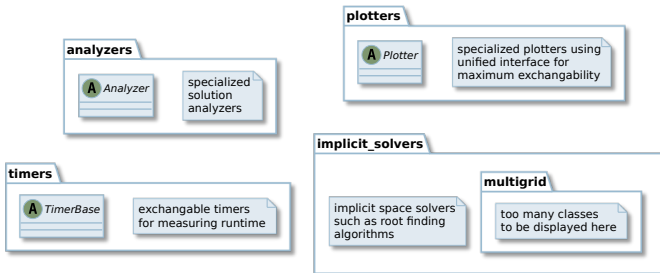 analyzers
A Analyzer
specialized
solution
analyzers
plotters
A Plotter
specialized plotters using
unified interface for
maximum exchangability
timers
A TimerBase
exchangable timers
for measuring runtime
implicit_solvers
implicit space solvers
such as root finding
algorithms
multigrid
too many classes
to be displayed here